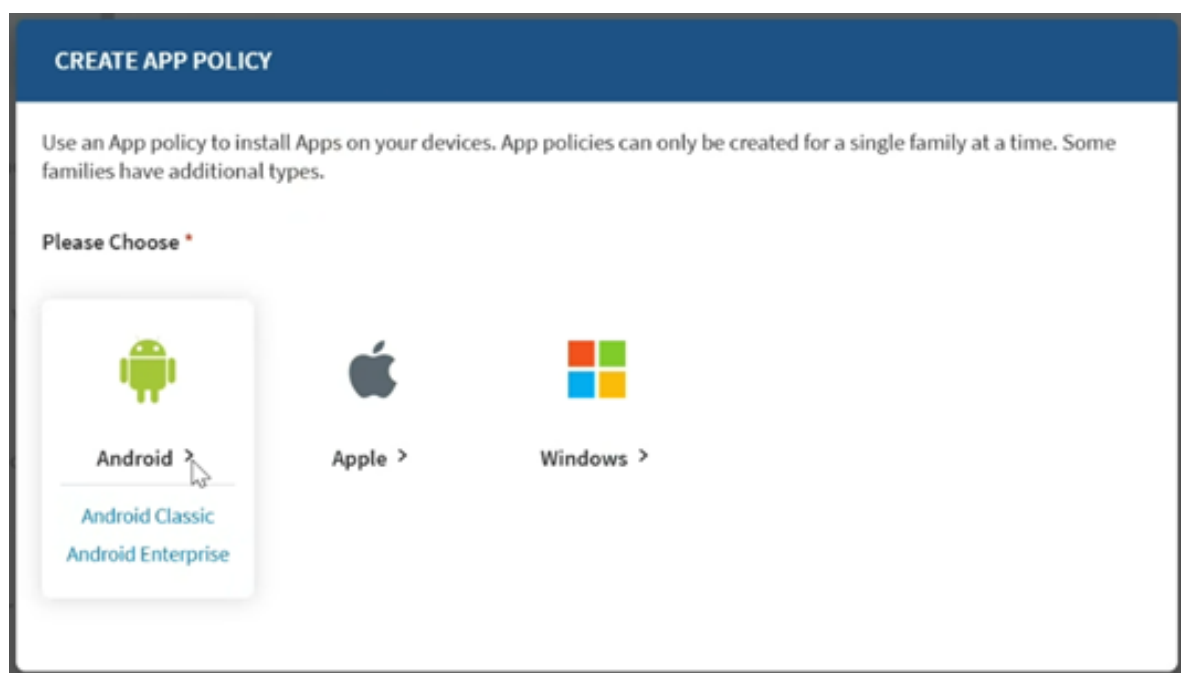 CREATE APP POLICY
Use an App policy to install Apps on your devices. App policies can only be created for a single family at a time. Some
families have additional types.
Please Choose *
Android >
Apple >
Windows >
Android Classic
Android Enterprise